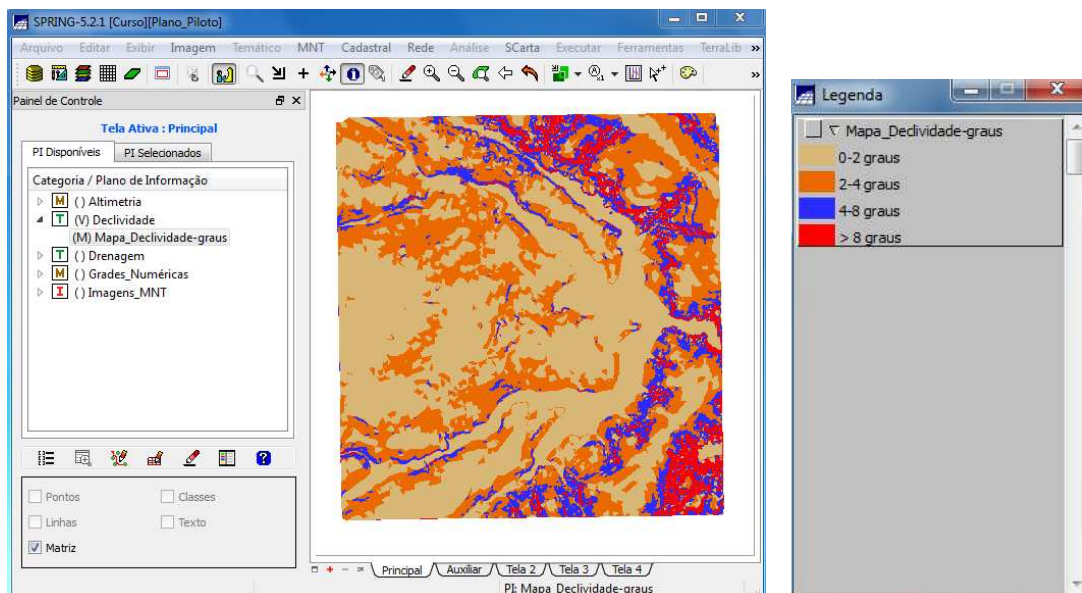 SPRING-5.2.1 [Curso][Plano_Piloto]
Arquivo Editar Exibir Imagem Temático MNT Cadastral Rede Análise SCarta Executar Ferramentas TerraLib »
Painel de Controle
Tela Ativa : Principal
PI Disponíveis PI Selecionados
Categoria / Plano de Informação
M () Altimetria
T (V) Declividade
(M) Mapa_Declividade-graus
T () Drenagem
M () Grades_Numéricas
I () Imagens_MNT
Pontos Classes
Linhas Texto
Matriz
Principal Auxiliar Tela 2 Tela 3 Tela 4
PI: Mapa_Declividade-graus
Legenda
Mapa_Declividade-graus
0-2 graus
2-4 graus
4-8 graus
> 8 graus